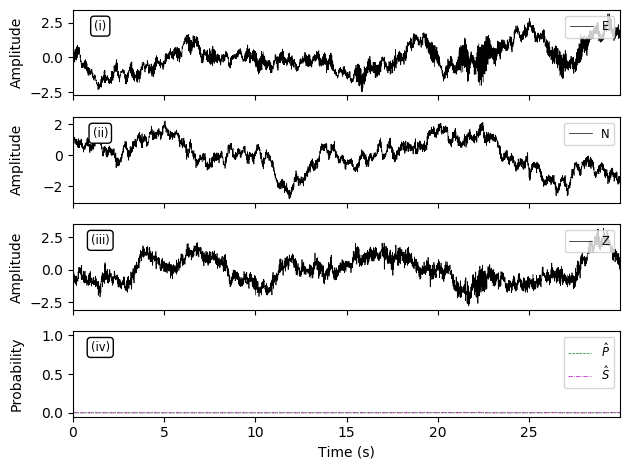 (i)
E
Amplitude
2.5
0.0
−2.5
(ii)
N
Amplitude
2
0
−2
(iii)
Z
Amplitude
2.5
0.0
−2.5
(iv)
P̂
Ŝ
Probability
1.0
0.5
0.0
0 5 10 15 20 25
Time (s)